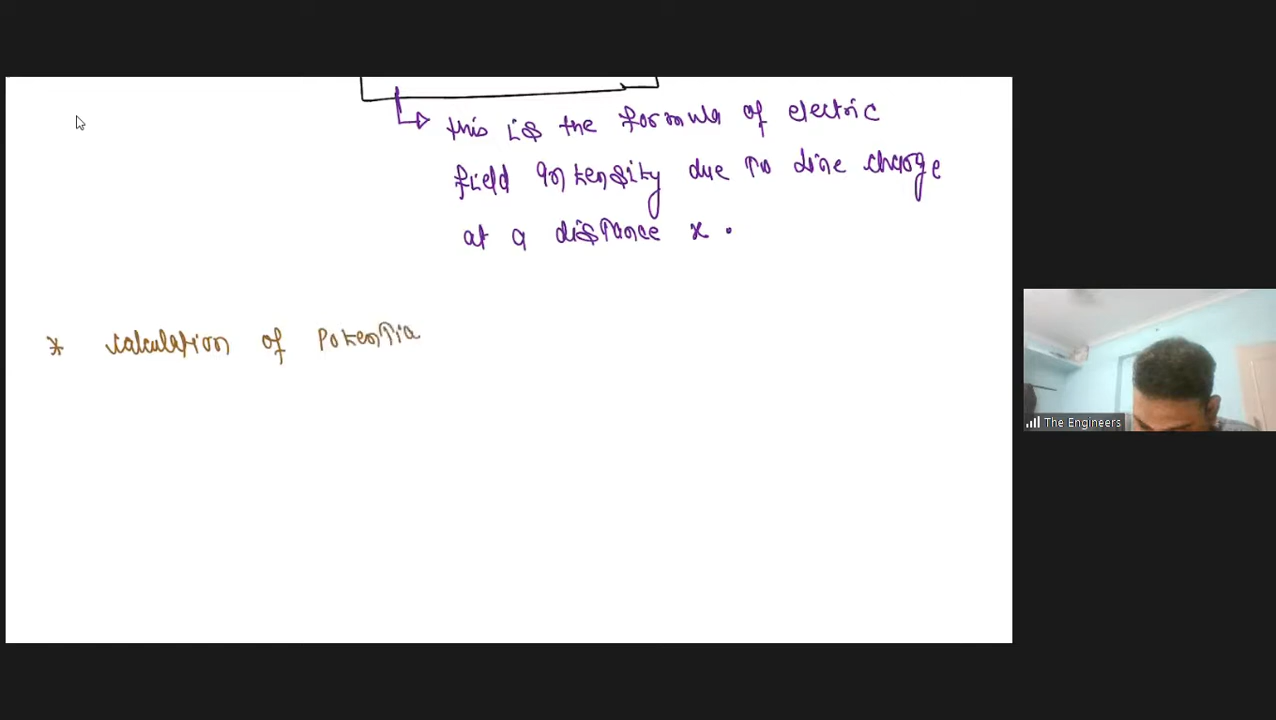 this is the formula of electric
field Intensity due to line charge
at a distance x .
* calculation of Potentia
The Engineers